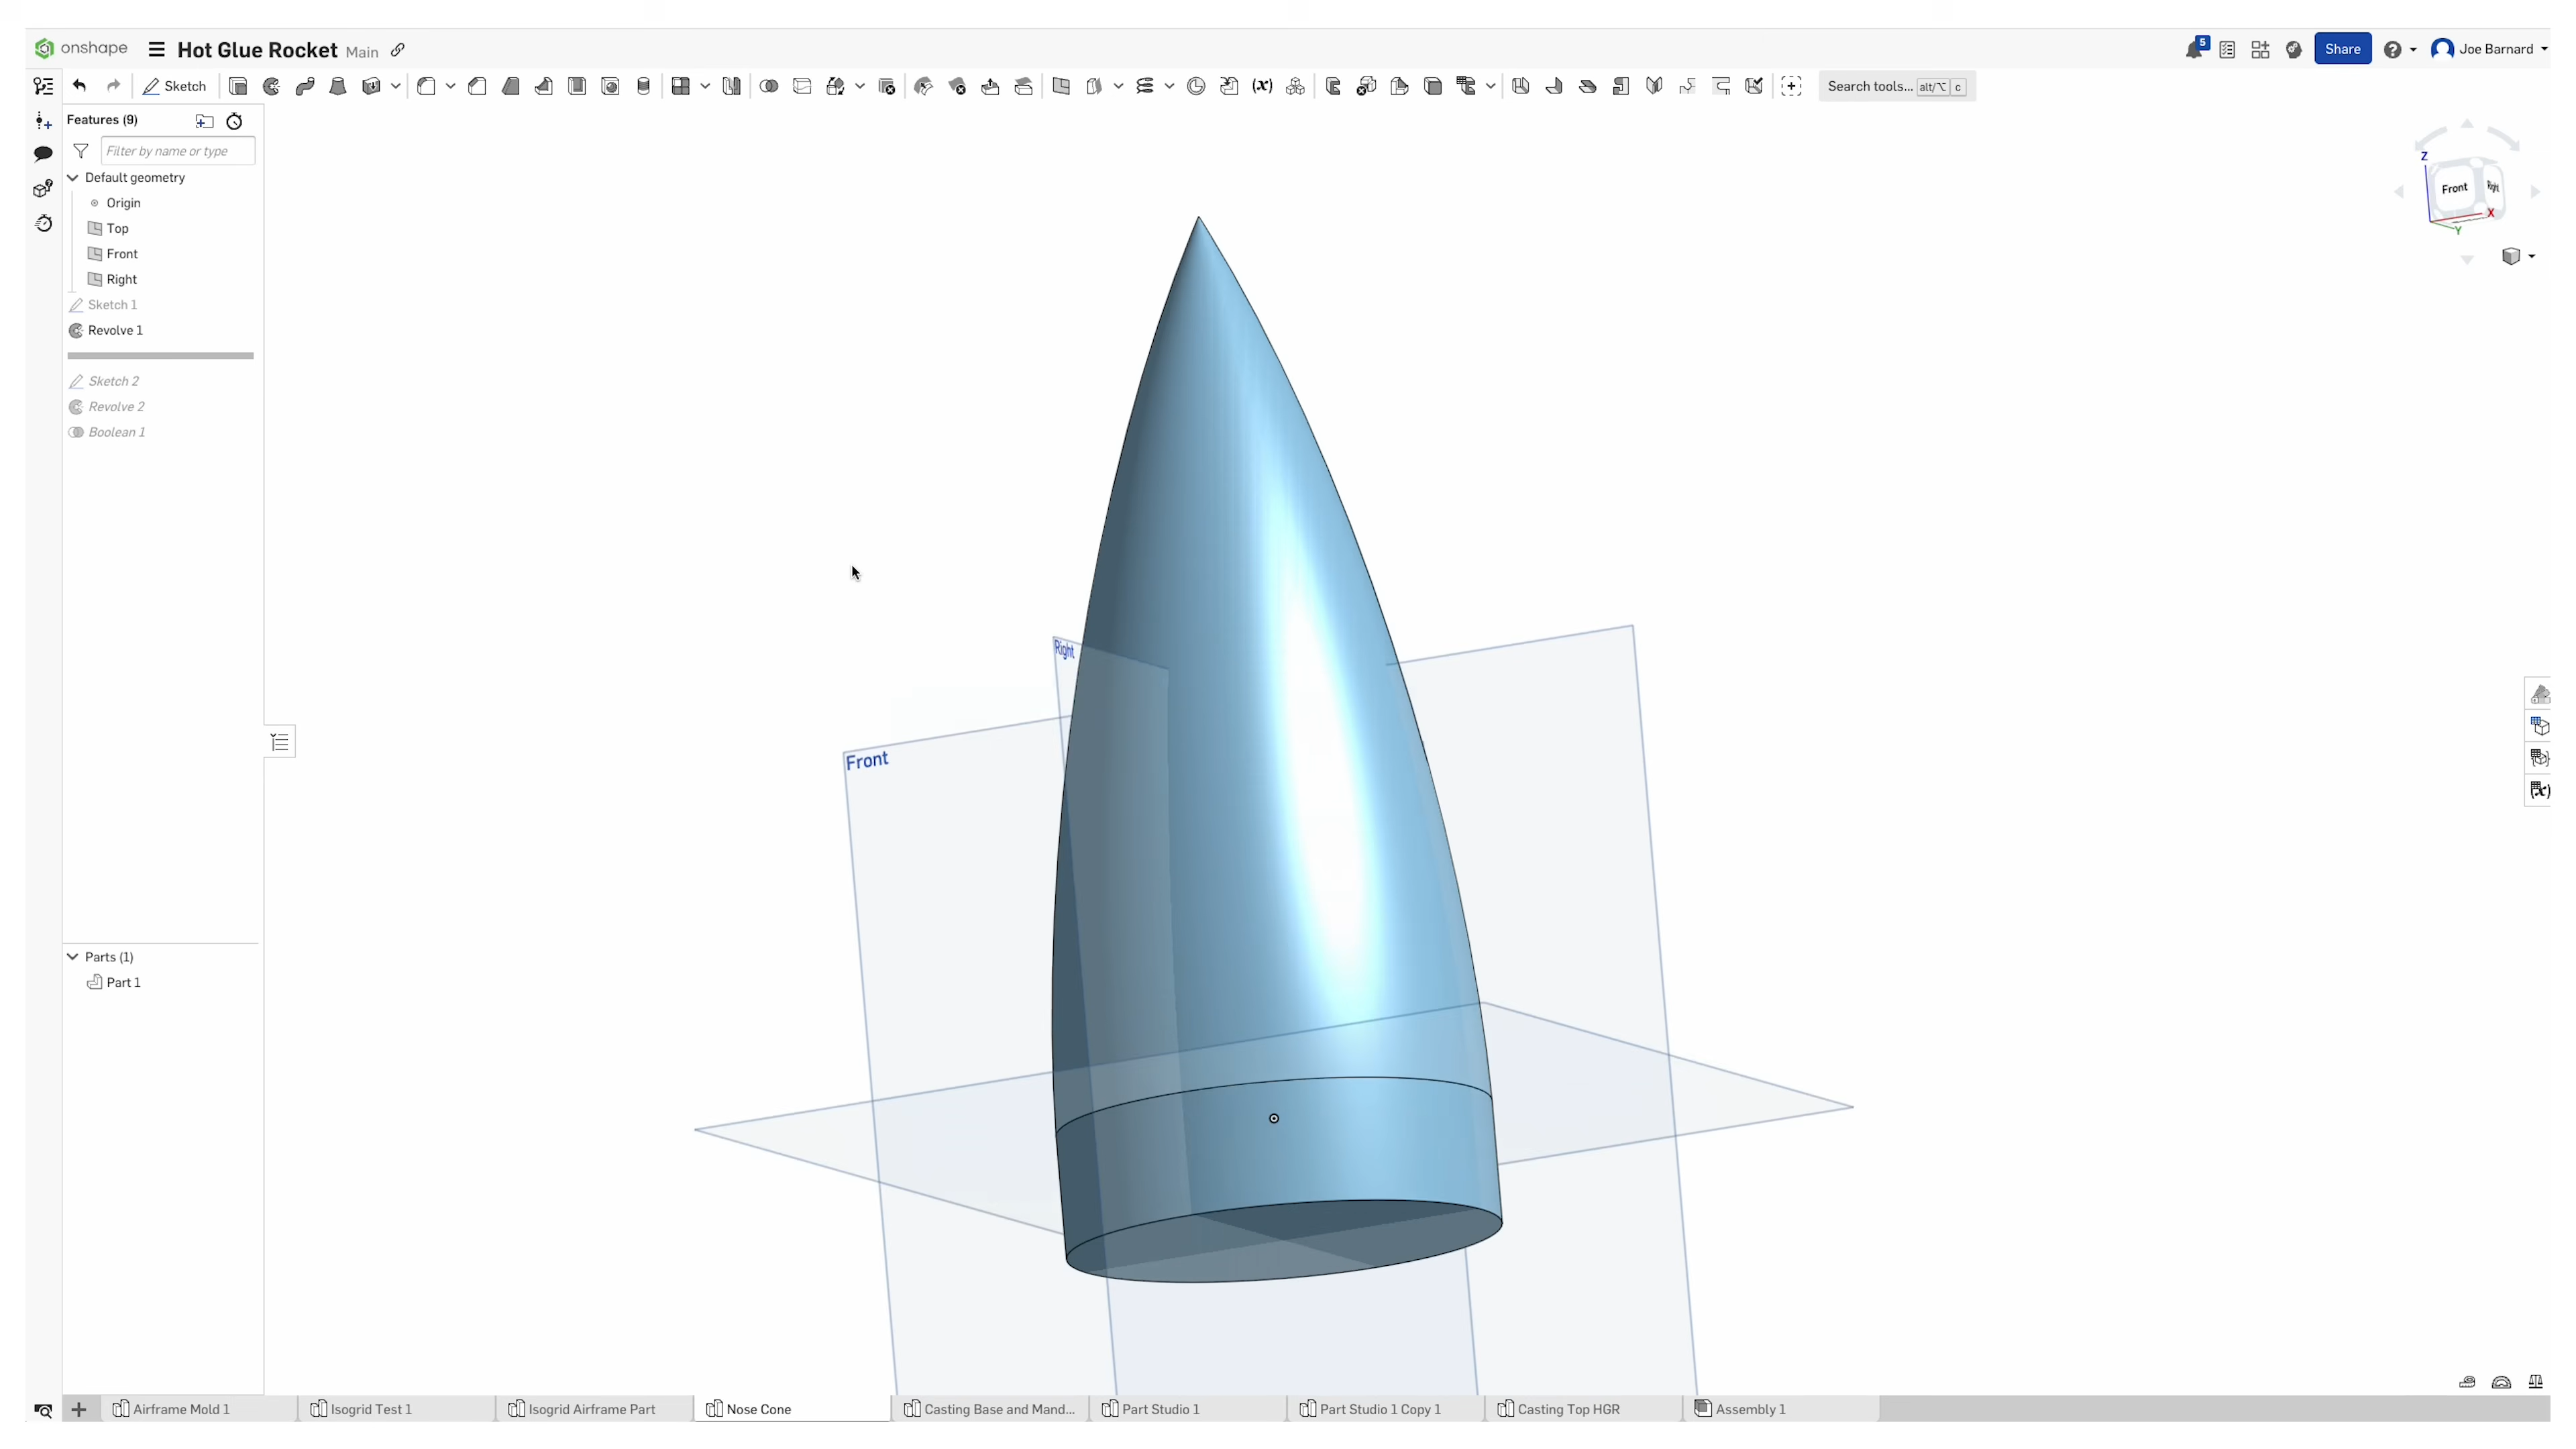 onshape Hot Glue Rocket Main 5 Share Joe Barnard
Sketch (x) Search tools... alt/⌥ c
Features (9)
Filter by name or type
Default geometry
Origin
Top
Front
Right
Sketch 1
Revolve 1
Sketch 2
Revolve 2
Boolean 1
Parts (1)
Part 1
Right
Front
Z
Front Right
X
Y
(x)
Airframe Mold 1 Isogrid Test 1 Isogrid Airframe Part Nose Cone Casting Base and Mand... Part Studio 1 Part Studio 1 Copy 1 Casting Top HGR Assembly 1